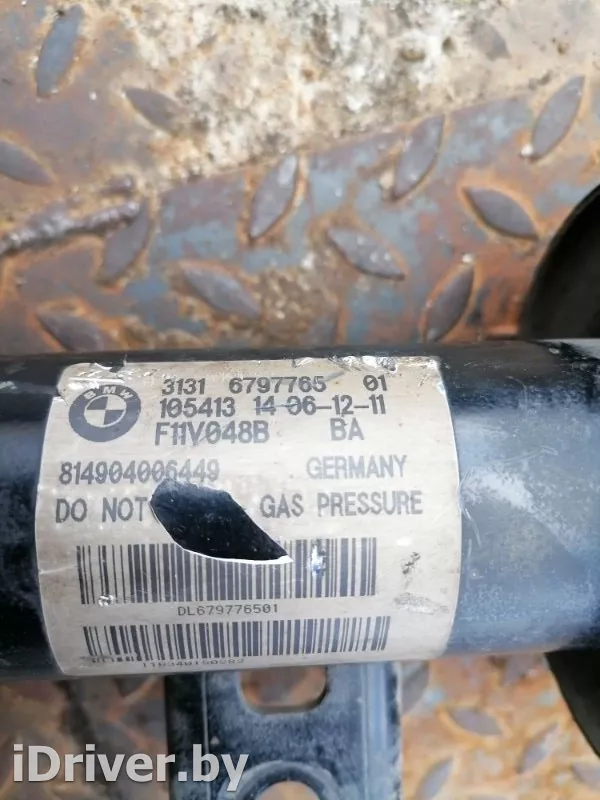 BMW
3131 6797765 01
105413 14-06-12-11
F11V048B BA
814904006449 GERMANY
DO NOT GAS PRESSURE
DL679776501
iDriver.by